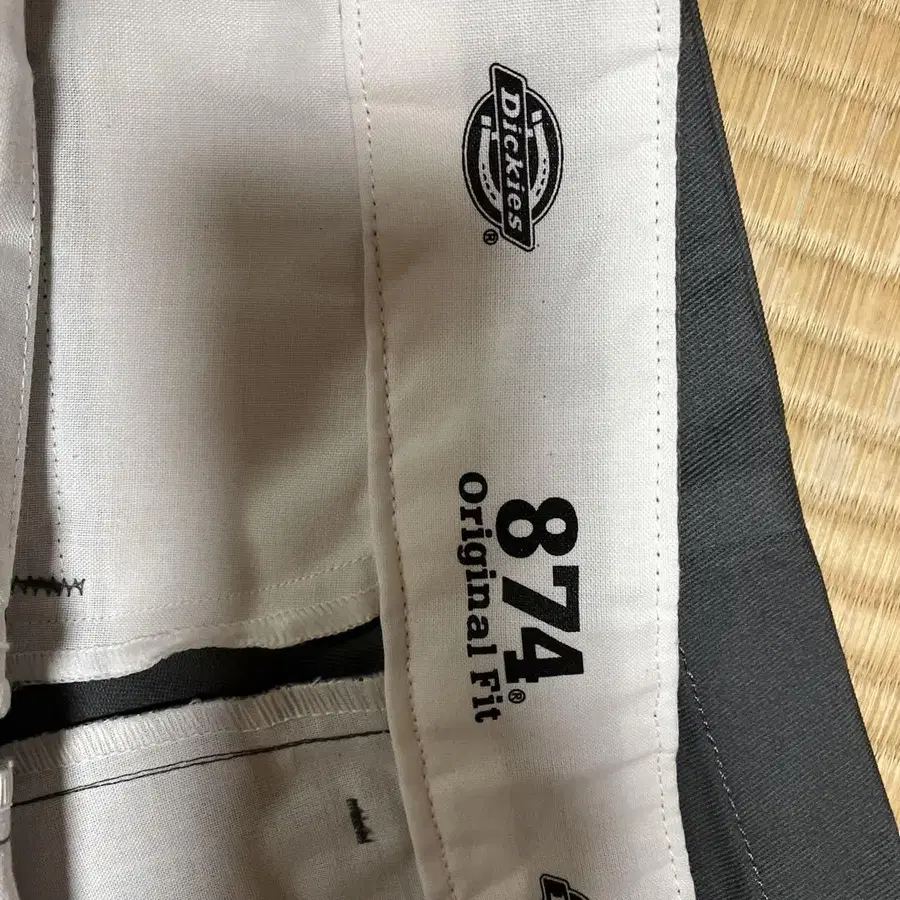 Dickies
®
874®
Original Fit